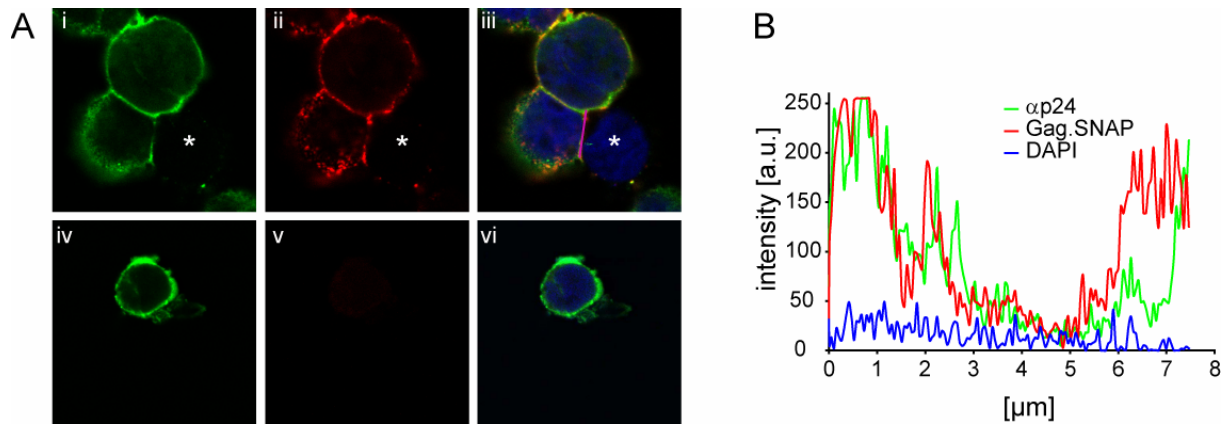 A
i
ii
iii
*
*
*
iv
v
vi
B
αp24
Gag.SNAP
DAPI
intensity [a.u.]
250
200
150
100
50
0
0 1 2 3 4 5 6 7 8
[µm]